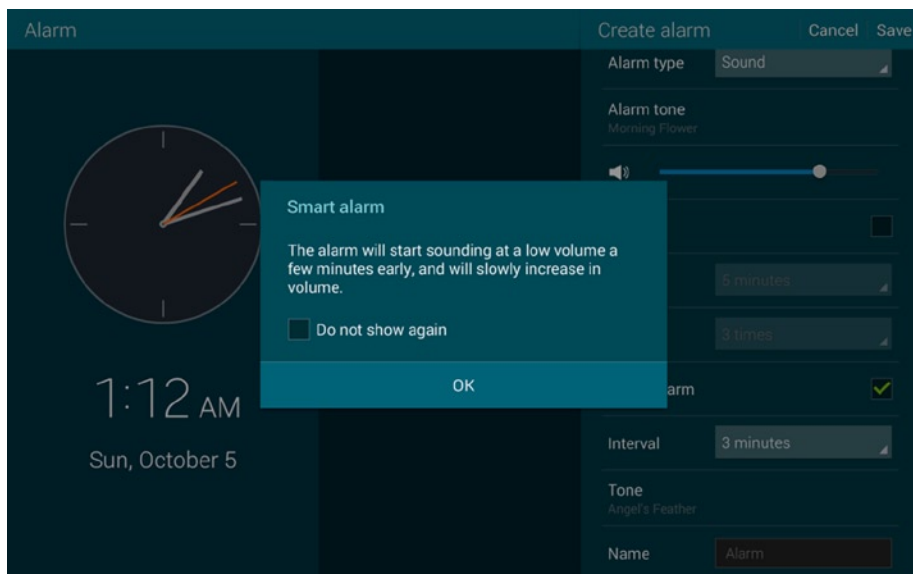 Alarm
Create alarm
Cancel
Save
Alarm type
Sound
Alarm tone
Morning Flower
Smart alarm
The alarm will start sounding at a low volume a
few minutes early, and will slowly increase in
volume.
Do not show again
OK
5 minutes
3 times
arm
1:12 AM
Sun, October 5
Interval
3 minutes
Tone
Angel's Feather
Name
Alarm